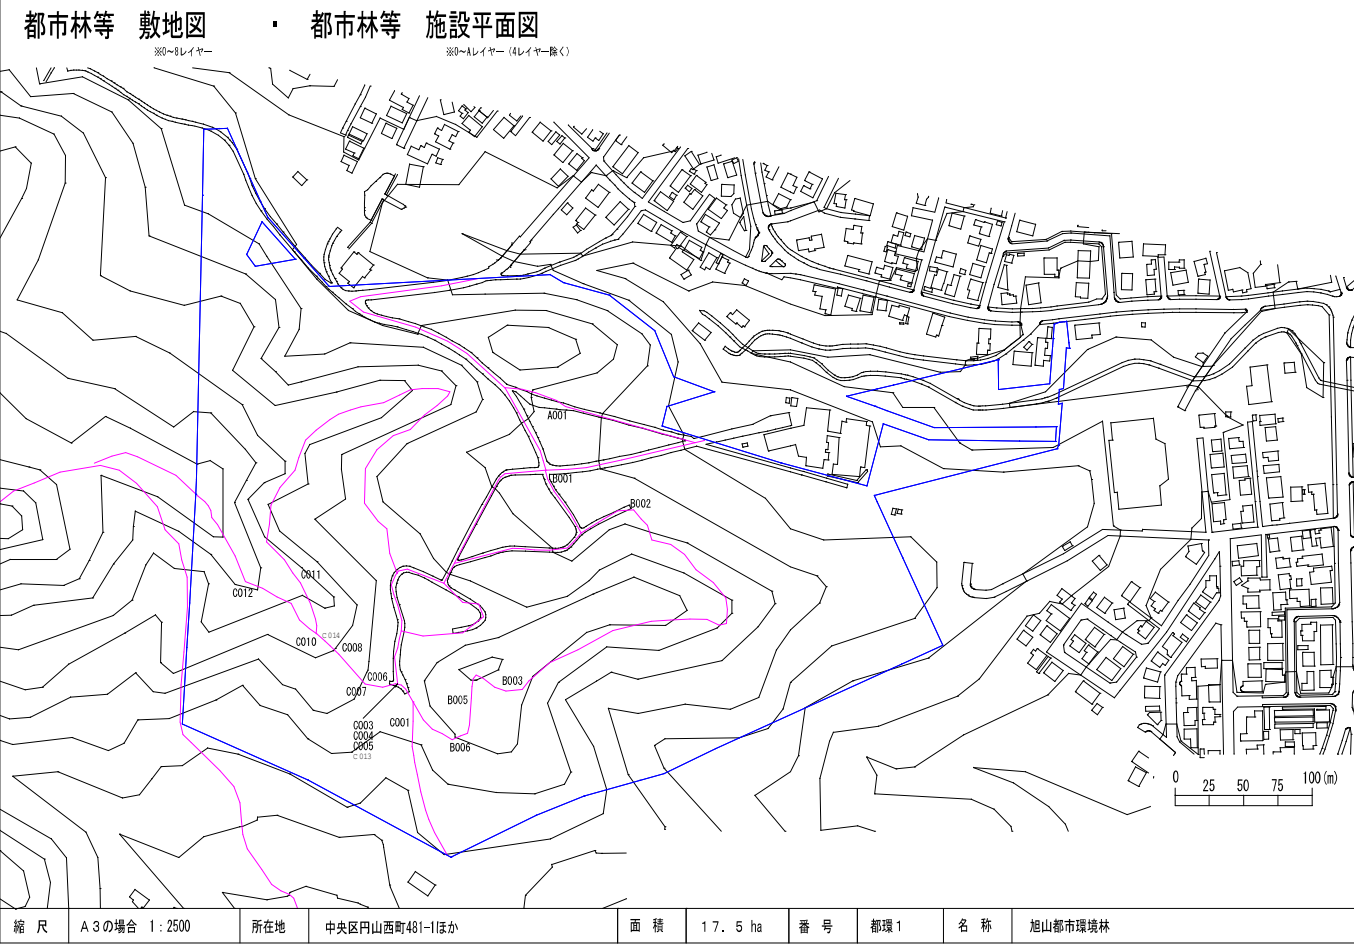 都市林等 敷地図 ・ 都市林等 施設平面図
※0~8レイヤー ※0~Aレイヤー (4レイヤー除く)
A001
B001
B002
C011
C012
C014
C010
C008
C006
C007
B003
B005
C001
C003
C004
C005
C013
B006
0 25 50 75 100(m)
縮 尺 A3の場合 1:2500 所在地 中央区円山西町481-1ほか 面 積 17.5 ha 番 号 都環1 名 称 旭山都市環境林